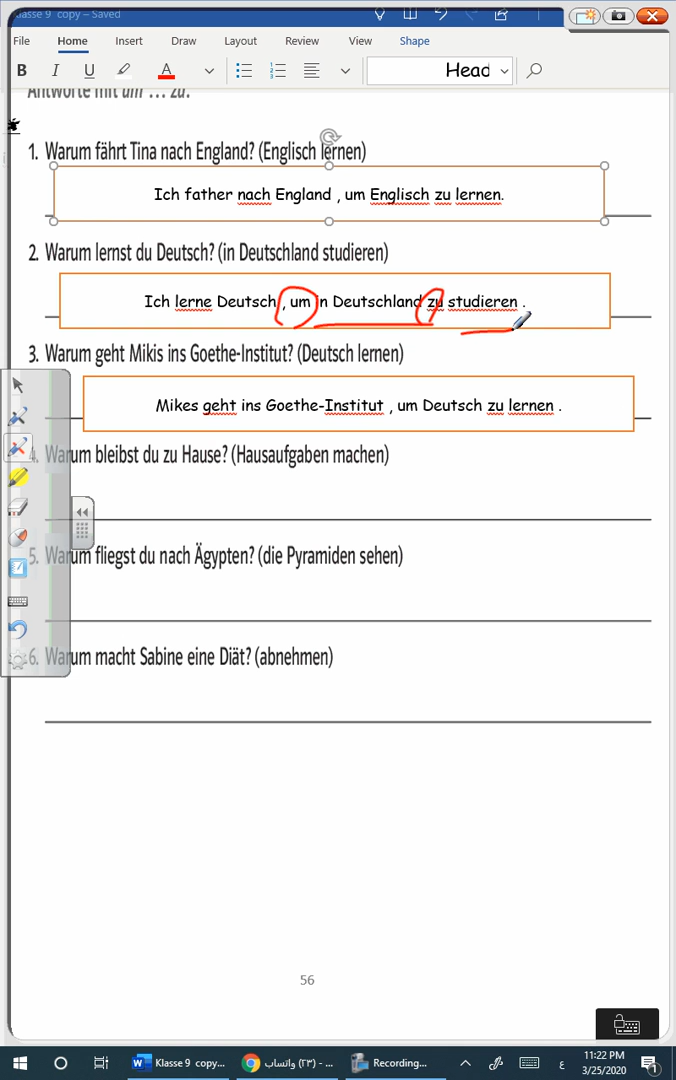 Klasse 9 copy – Saved
File Home Insert Draw Layout Review View Shape
B I U A Head
Antworte mit um ... zu.
1. Warum fährt Tina nach England? (Englisch lernen)
Ich father nach England , um Englisch zu lernen.
2. Warum lernst du Deutsch? (in Deutschland studieren)
Ich lerne Deutsch , um in Deutschland zu studieren .
3. Warum geht Mikis ins Goethe-Institut? (Deutsch lernen)
Mikes geht ins Goethe-Institut , um Deutsch zu lernen .
4. Warum bleibst du zu Hause? (Hausaufgaben machen)
5. Warum fliegst du nach Ägypten? (die Pyramiden sehen)
6. Warum macht Sabine eine Diät? (abnehmen)
56
Klasse 9 copy... (٢٣) واتساب - ... Recording... ع 11:22 PM
3/25/2020 1